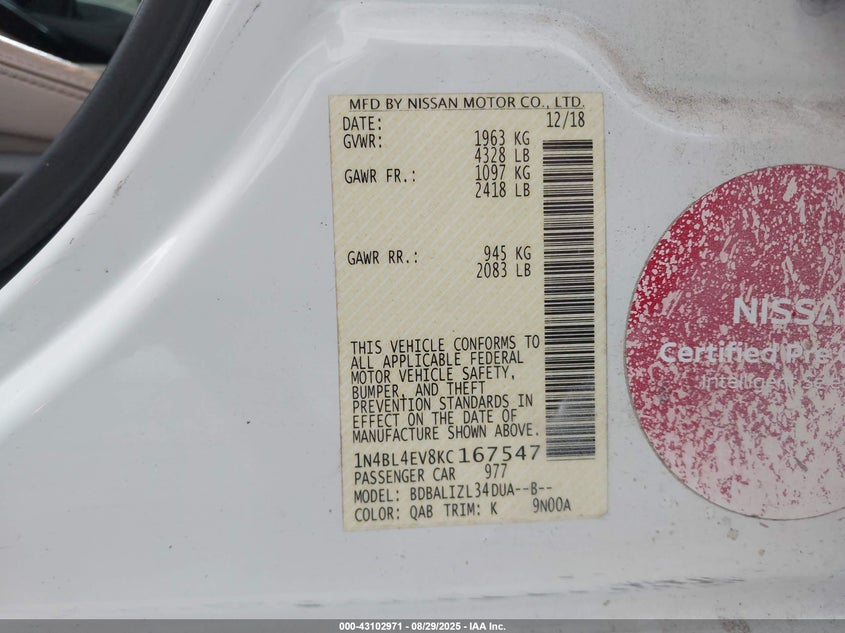 MFD BY NISSAN MOTOR CO., LTD.
DATE: 12/18
GVWR: 1963 KG
4328 LB
GAWR FR.: 1097 KG
2418 LB
GAWR RR.: 945 KG
2083 LB
THIS VEHICLE CONFORMS TO
ALL APPLICABLE FEDERAL
MOTOR VEHICLE SAFETY,
BUMPER, AND THEFT
PREVENTION STANDARDS IN
EFFECT ON THE DATE OF
MANUFACTURE SHOWN ABOVE.
1N4BL4EV8KC167547
PASSENGER CAR 977
MODEL: BDBALIZL34DUA--B--
COLOR: QAB TRIM: K 9N00A
NISSA
Certified Pre
Intelligent
000-43102971 - 08/29/2025 - IAA Inc.